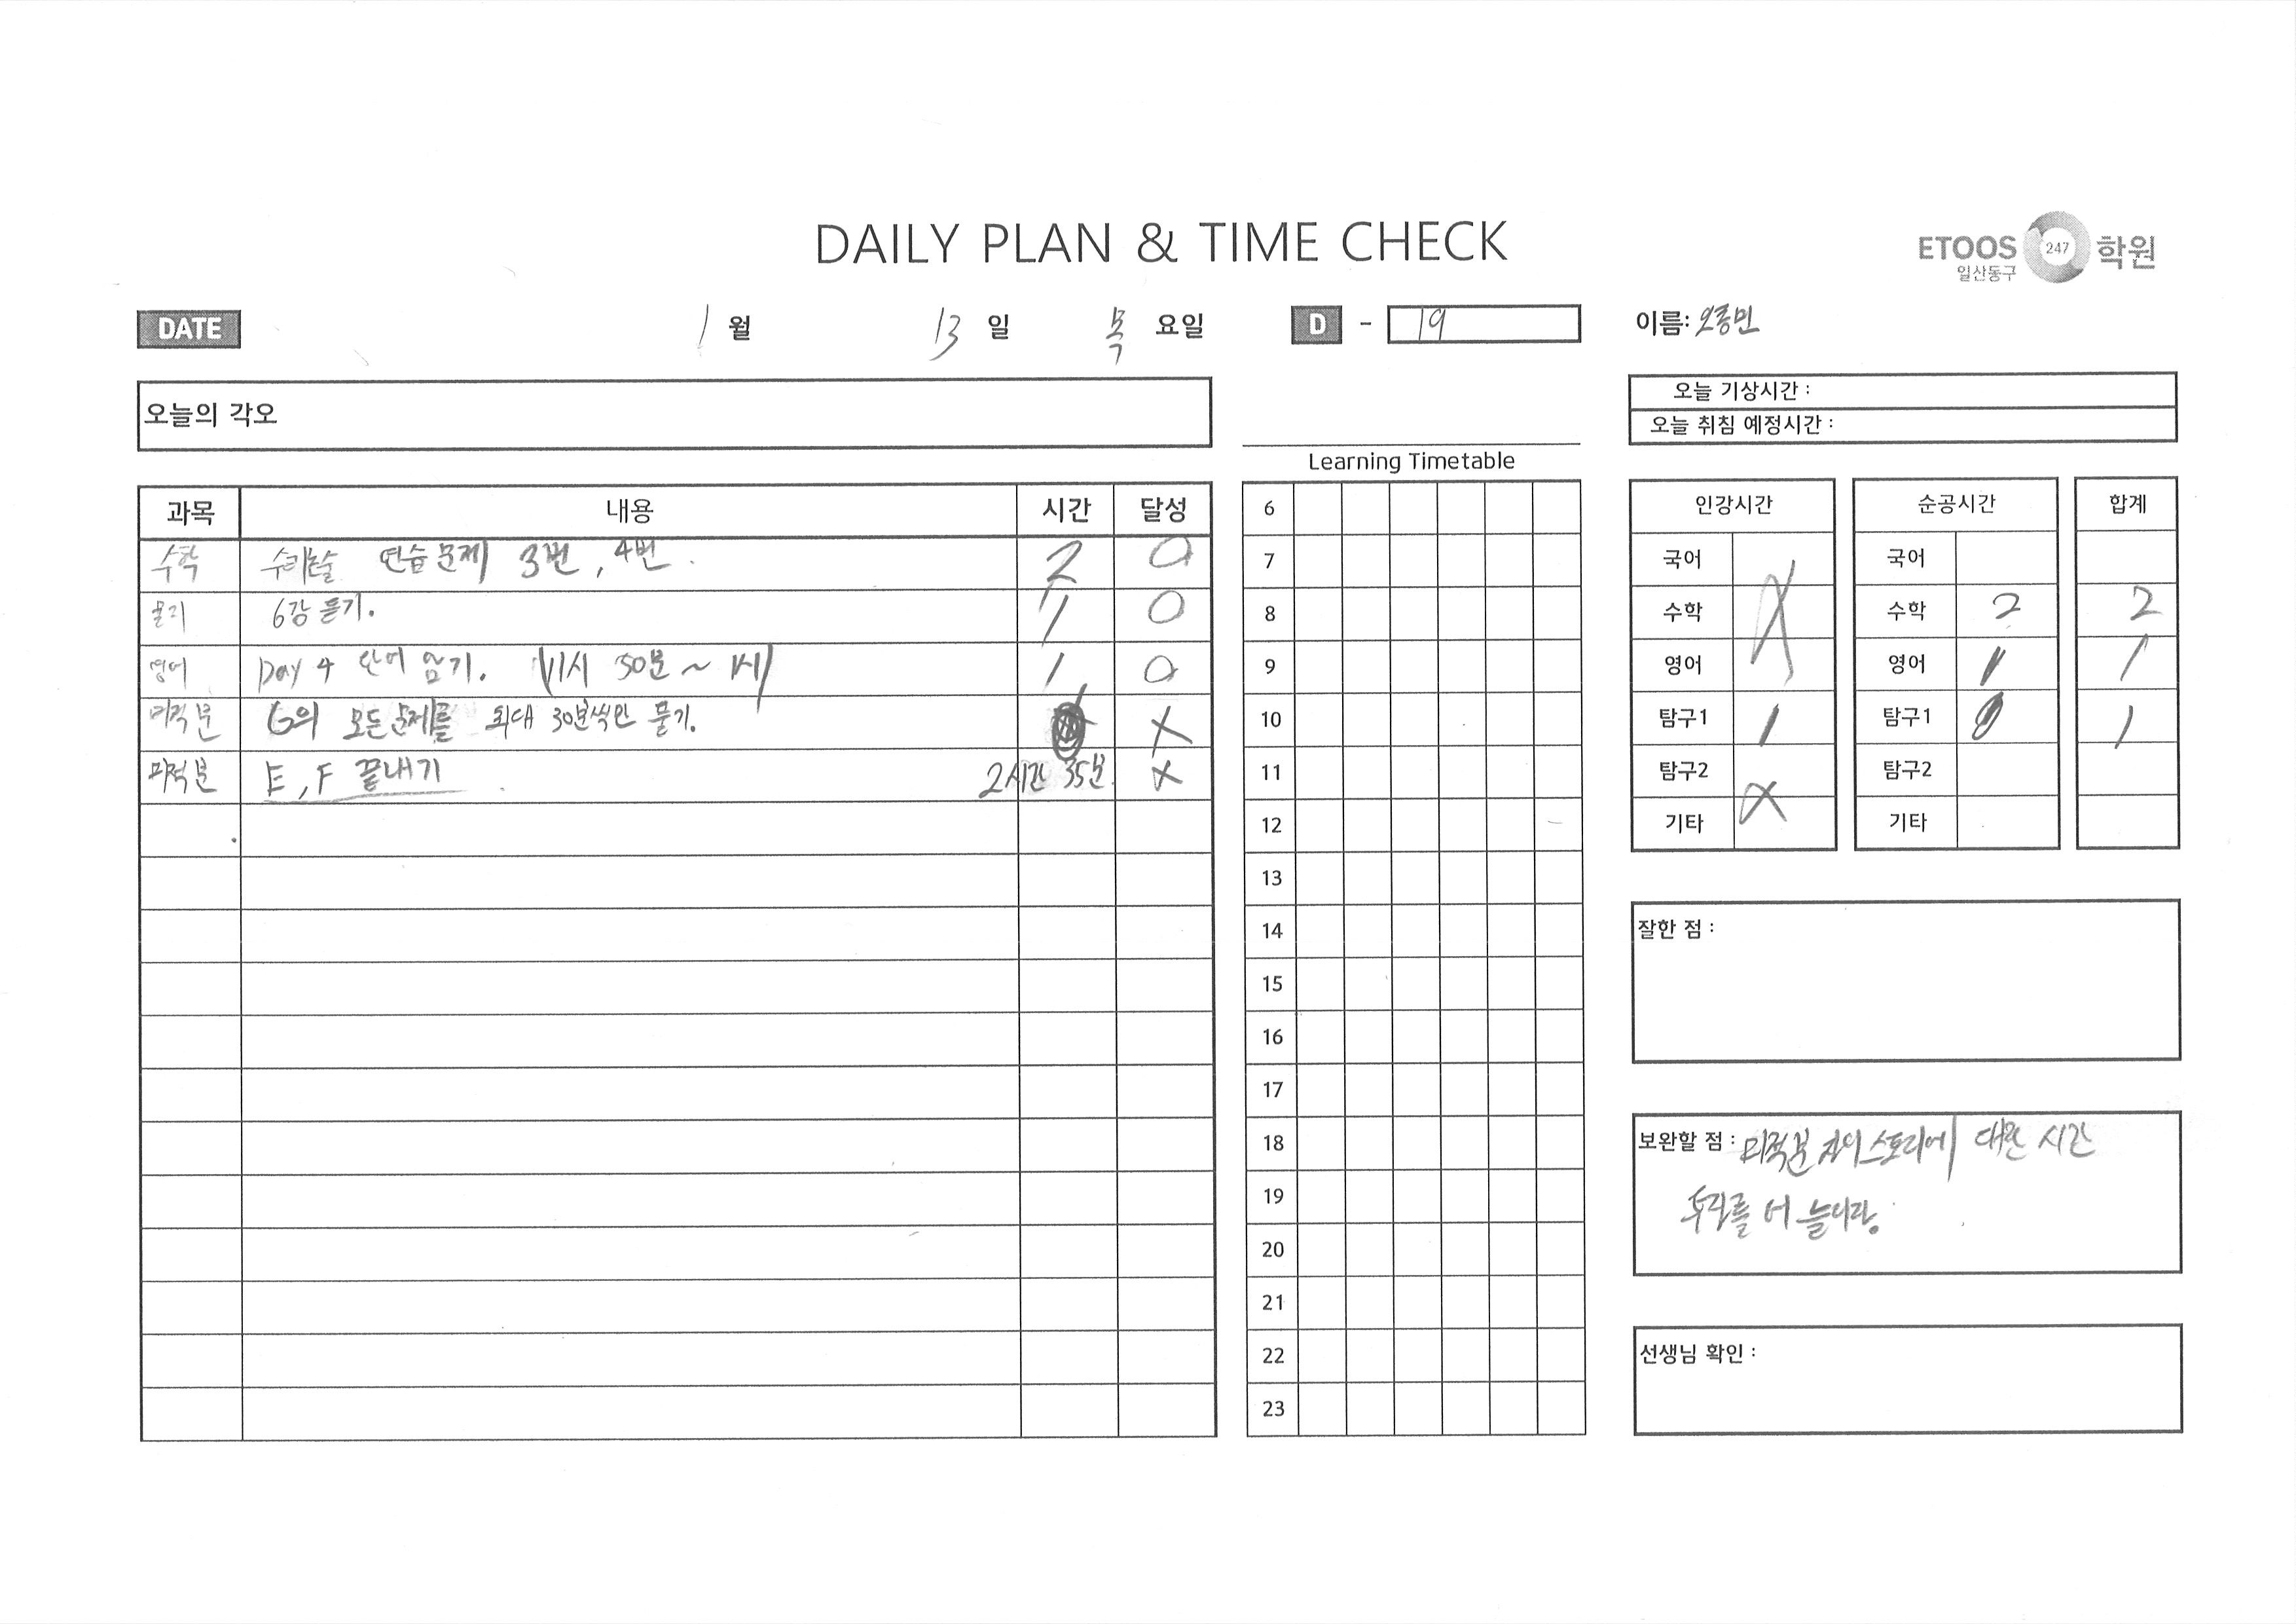 DAILY PLAN & TIME CHECK
ETOOS 247 학원
일산동구
DATE 1월 13일 목요일 D - 19 이름: 오종민
오늘의 각오
오늘 기상시간 :
오늘 취침 예정시간 :
Learning Timetable
과목 내용 시간 달성
수학 수리논술 연습문제 3번, 4번. 2 O
물리 6강 듣기. 1 O
영어 Day 4 단어 암기. (11시 30분 ~ 1시) 1 O
미적분 G의 모든문제를 최대 30분씩만 풀기. X
미적분 E, F 끝내기 2시간 35분 X
6
7
8
9
10
11
12
13
14
15
16
17
18
19
20
21
22
23
인강시간 순공시간 합계
국어 국어
수학 X 수학 2 2
영어 영어 1 1
탐구1 1 탐구1 0 1
탐구2 탐구2
기타 X 기타
잘한 점 :
보완할 점 : 미적분 스토리에 대한 시간
투자를 늘리자.
선생님 확인 :